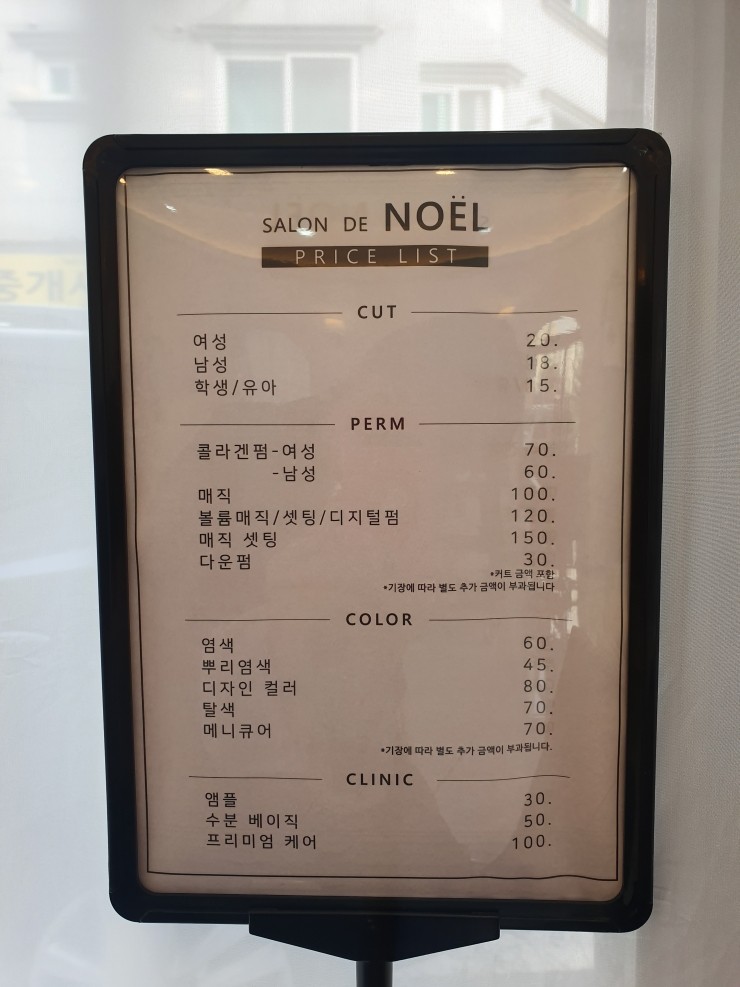 SALON DE NOËL
PRICE LIST
CUT
여성 20.
남성 18.
학생/유아 15.
PERM
콜라겐펌-여성 70.
-남성 60.
매직 100.
볼륨매직/셋팅/디지털펌 120.
매직 셋팅 150.
다운펌 30.
*커트 금액 포함
*기장에 따라 별도 추가 금액이 부과됩니다
COLOR
염색 60.
뿌리염색 45.
디자인 컬러 80.
탈색 70.
메니큐어 70.
*기장에 따라 별도 추가 금액이 부과됩니다.
CLINIC
앰플 30.
수분 베이직 50.
프리미엄 케어 100.